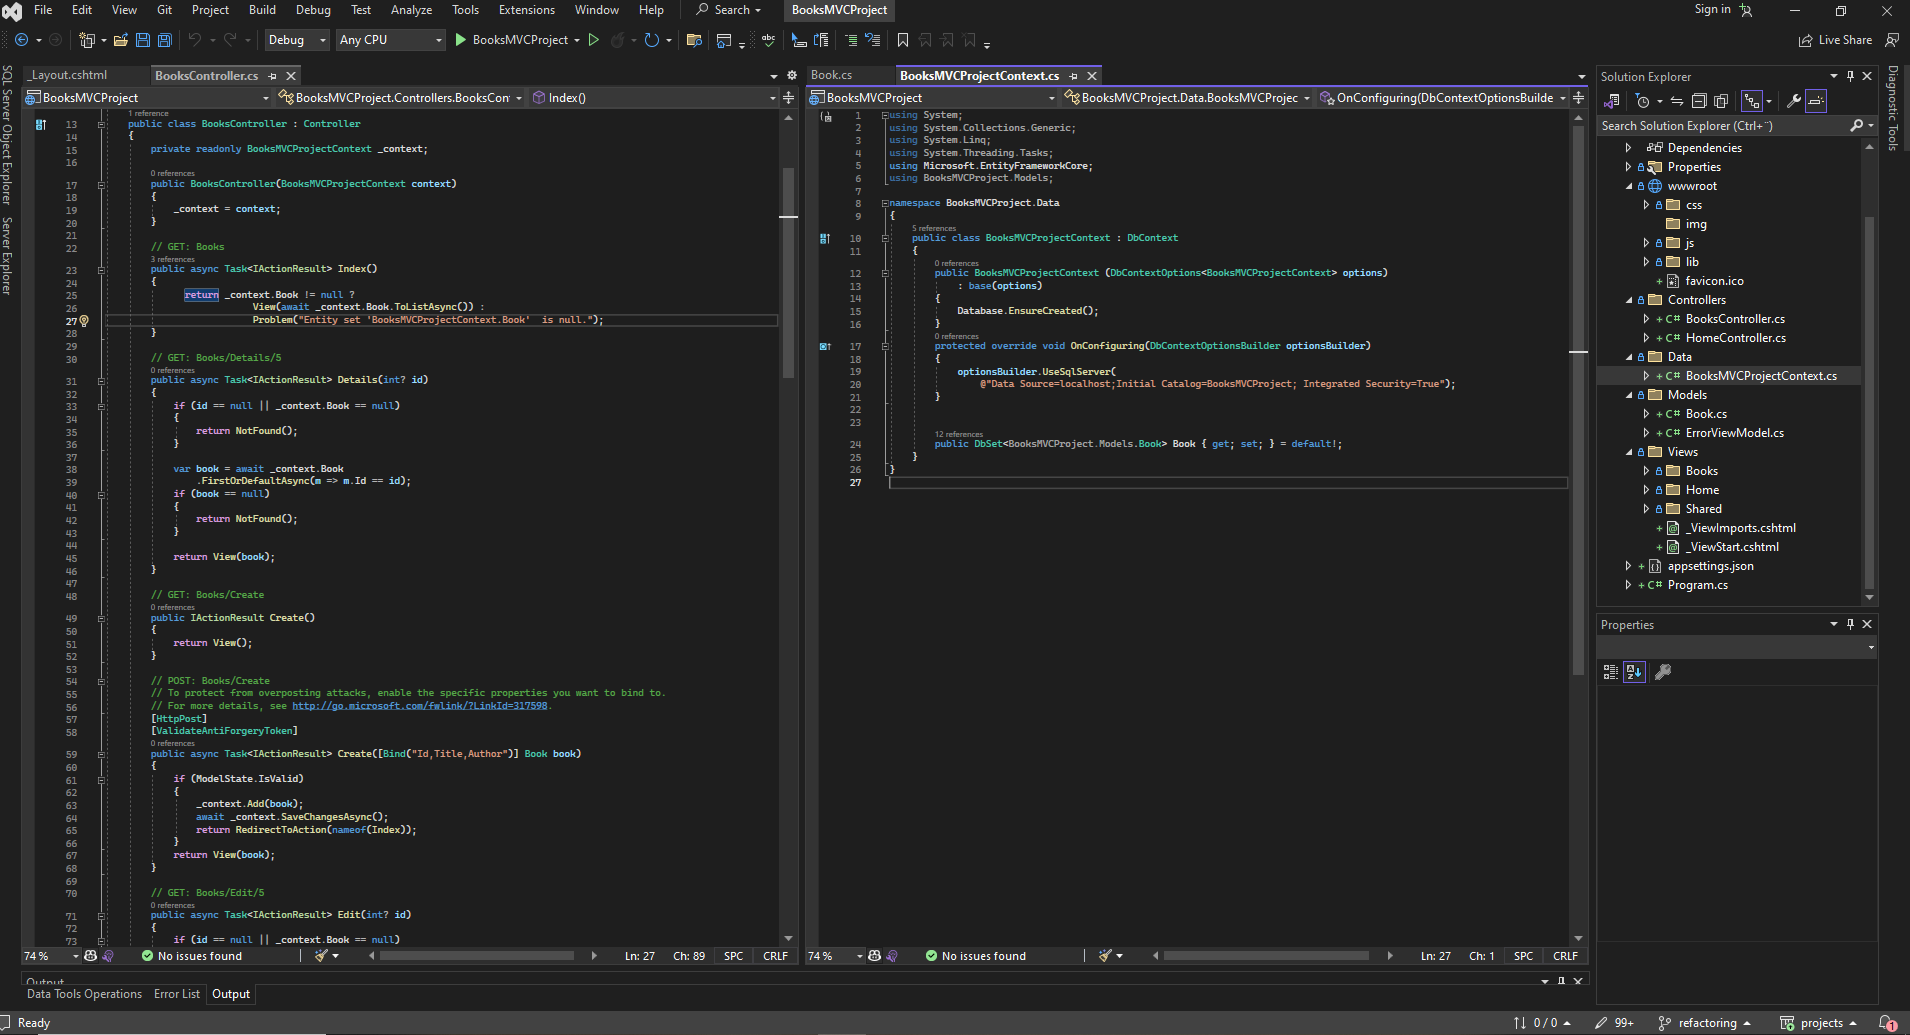 File Edit View Git Project Build Debug Test Analyze Tools Extensions Window Help Search BooksMVCProject Sign in
Debug Any CPU BooksMVCProject Live Share
SQL Server Object Explorer
Server Explorer
_Layout.cshtml BooksController.cs
BooksMVCProject BooksMVCProject.Controllers.BooksCor Index()
1 reference
13 public class BooksController : Controller
14 {
15 private readonly BooksMVCProjectContext _context;
16
0 references
17 public BooksController(BooksMVCProjectContext context)
18 {
19 _context = context;
20 }
21
22 // GET: Books
3 references
23 public async Task<IActionResult> Index()
24 {
25 return _context.Book != null ?
26 View(await _context.Book.ToListAsync()) :
27 Problem("Entity set 'BooksMVCProjectContext.Book'  is null.");
28 }
29
30 // GET: Books/Details/5
0 references
31 public async Task<IActionResult> Details(int? id)
32 {
33 if (id == null || _context.Book == null)
34 {
35 return NotFound();
36 }
37
38 var book = await _context.Book
39 .FirstOrDefaultAsync(m => m.Id == id);
40 if (book == null)
41 {
42 return NotFound();
43 }
44
45 return View(book);
46 }
47
48 // GET: Books/Create
0 references
49 public IActionResult Create()
50 {
51 return View();
52 }
53
54 // POST: Books/Create
55 // To protect from overposting attacks, enable the specific properties you want to bind to.
56 // For more details, see http://go.microsoft.com/fwlink/?LinkId=317598.
57 [HttpPost]
58 [ValidateAntiForgeryToken]
0 references
59 public async Task<IActionResult> Create([Bind("Id,Title,Author")] Book book)
60 {
61 if (ModelState.IsValid)
62 {
63 _context.Add(book);
64 await _context.SaveChangesAsync();
65 return RedirectToAction(nameof(Index));
66 }
67 return View(book);
68 }
69
70 // GET: Books/Edit/5
0 references
71 public async Task<IActionResult> Edit(int? id)
72 {
73 if (id == null || _context.Book == null)
74 % No issues found Ln: 27 Ch: 89 SPC CRLF
Book.cs BooksMVCProjectContext.cs
BooksMVCProject BooksMVCProject.Data.BooksMVCProjec OnConfiguring(DbContextOptionsBuilde
1 using System;
2 using System.Collections.Generic;
3 using System.Linq;
4 using System.Threading.Tasks;
5 using Microsoft.EntityFrameworkCore;
6 using BooksMVCProject.Models;
7
8 namespace BooksMVCProject.Data
9 {
5 references
10 public class BooksMVCProjectContext : DbContext
11 {
0 references
12 public BooksMVCProjectContext (DbContextOptions<BooksMVCProjectContext> options)
13 : base(options)
14 {
15 Database.EnsureCreated();
16 }
0 references
17 protected override void OnConfiguring(DbContextOptionsBuilder optionsBuilder)
18 {
19 optionsBuilder.UseSqlServer(
20 @"Data Source=localhost;Initial Catalog=BooksMVCProject; Integrated Security=True");
21 }
22
23
12 references
24 public DbSet<BooksMVCProject.Models.Book> Book { get; set; } = default!;
25 }
26 }
27
74 % No issues found Ln: 27 Ch: 1 SPC CRLF
Solution Explorer
Search Solution Explorer (Ctrl+¨)
Dependencies
Properties
wwwroot
css
img
js
lib
favicon.ico
Controllers
C# BooksController.cs
C# HomeController.cs
Data
C# BooksMVCProjectContext.cs
Models
C# Book.cs
C# ErrorViewModel.cs
Views
Books
Home
Shared
_ViewImports.cshtml
_ViewStart.cshtml
appsettings.json
C# Program.cs
Properties
Diagnostic Tools
Output
Data Tools Operations Error List Output
Ready 0 / 0 99+ refactoring projects 1